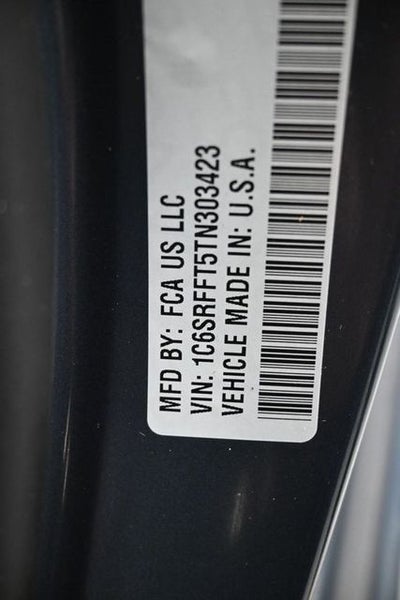 MFD BY: FCA US LLC
VIN: 1C6SRFFT5TN303423
VEHICLE MADE IN: U.S.A.